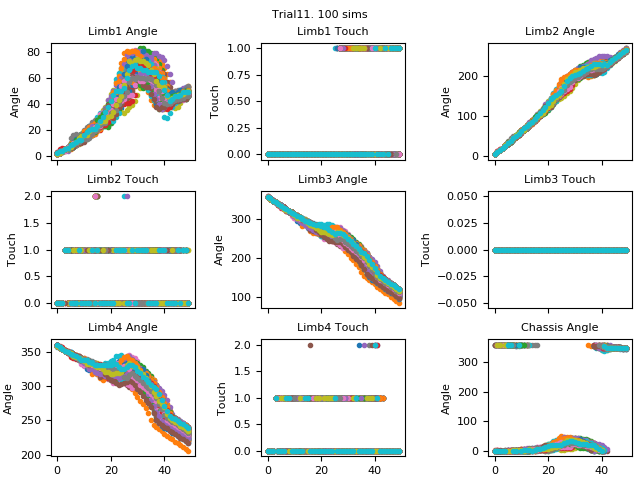 Trial11. 100 sims
Limb1 Angle
Limb1 Touch
Limb2 Angle
80
60
40
20
0
Angle
1.00
0.75
0.50
0.25
0.00
Touch
200
100
0
Angle
Limb2 Touch
Limb3 Angle
Limb3 Touch
2.0
1.5
1.0
0.5
0.0
Touch
300
200
100
Angle
0.050
0.025
0.000
−0.025
−0.050
Touch
Limb4 Angle
Limb4 Touch
Chassis Angle
350
300
250
200
Angle
0 20 40
2.0
1.5
1.0
0.5
0.0
Touch
0 20 40
300
200
100
0
Angle
0 20 40